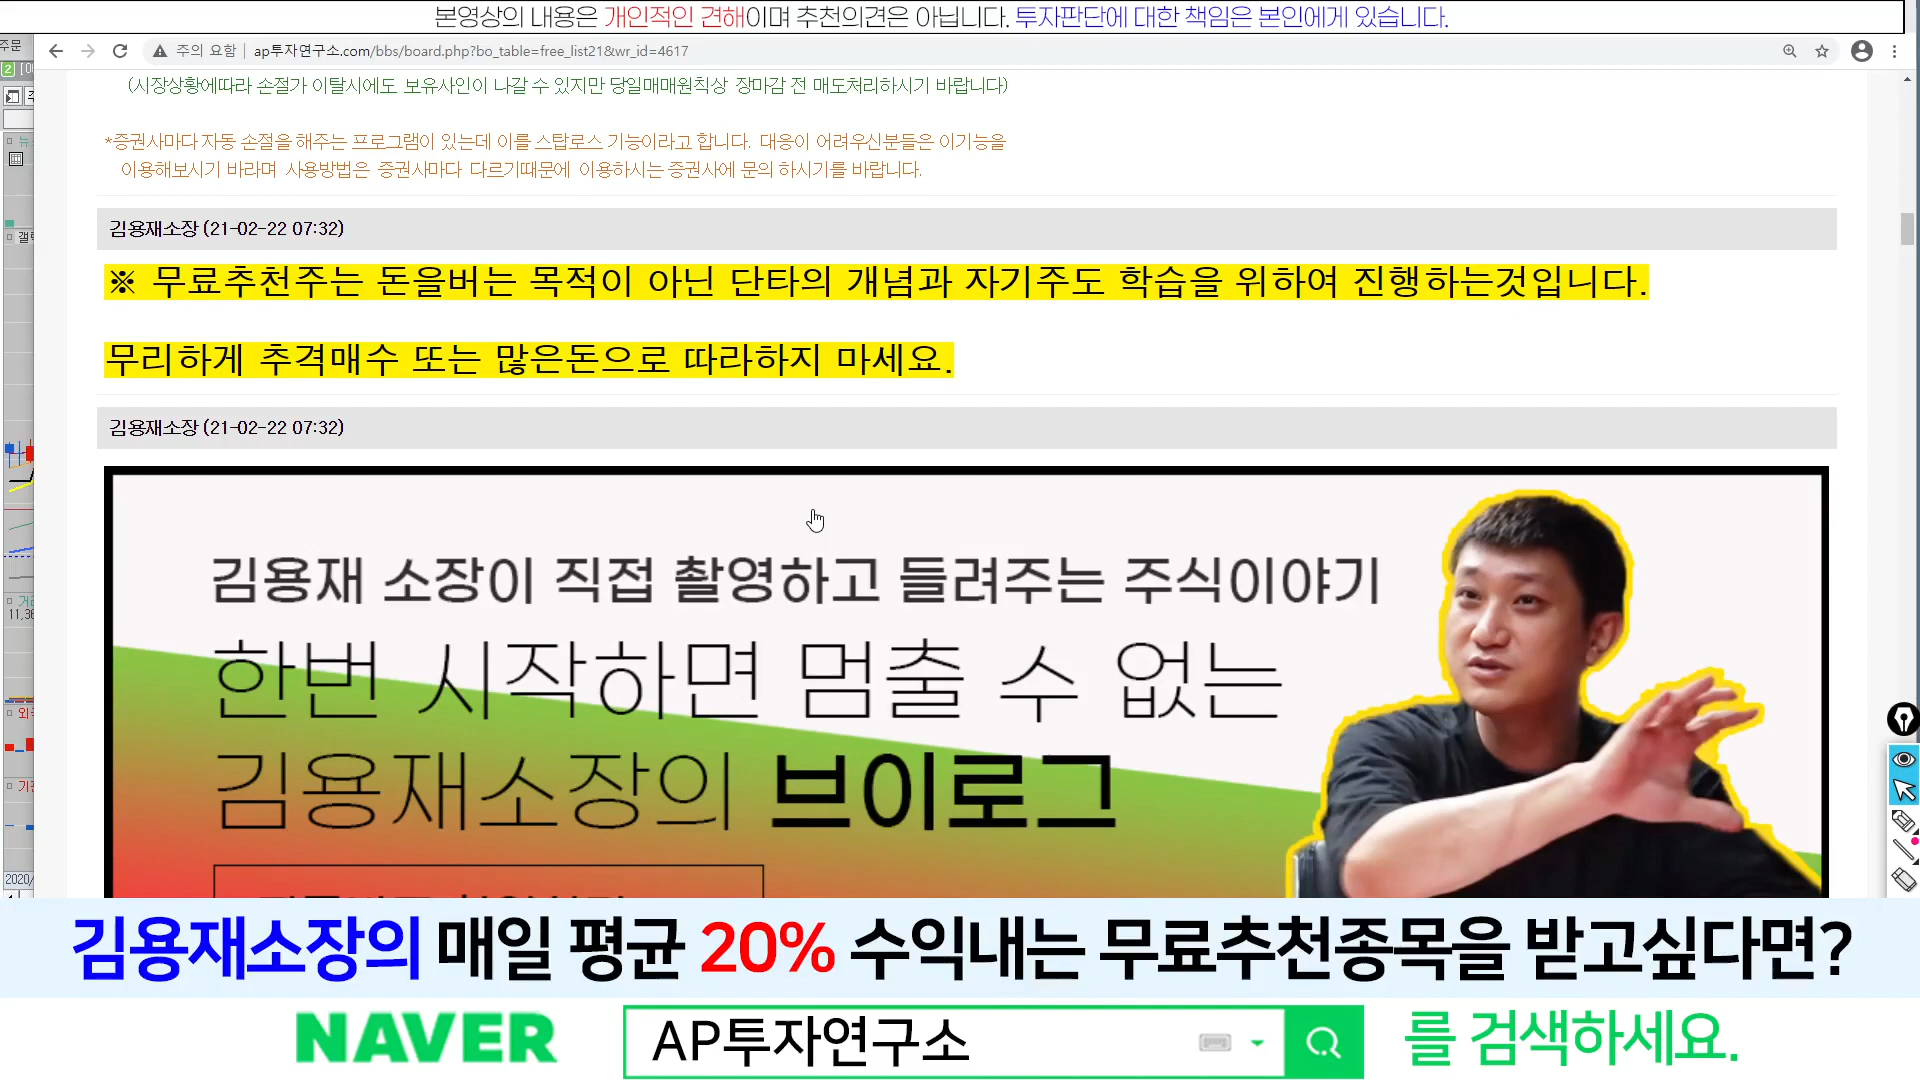 본영상의 내용은 개인적인 견해이며 추천의견은 아닙니다. 투자판단에 대한 책임은 본인에게 있습니다.
주문
주의 요함 | ap투자연구소.com/bbs/board.php?bo_table=free_list21&wr_id=4617
(시장상황에따라 손절가 이탈시에도 보유사인이 나갈 수 있지만 당일매매원칙상 장마감 전 매도처리하시기 바랍니다)
*증권사마다 자동 손절을 해주는 프로그램이 있는데 이를 스탑로스 기능이라고 합니다. 대응이 어려우신분들은 이기능을
이용해보시기 바라며 사용방법은 증권사마다 다르기때문에 이용하시는 증권사에 문의 하시기를 바랍니다.
김용재소장 (21-02-22 07:32)
※ 무료추천주는 돈을버는 목적이 아닌 단타의 개념과 자기주도 학습을 위하여 진행하는것입니다.
무리하게 추격매수 또는 많은돈으로 따라하지 마세요.
김용재소장 (21-02-22 07:32)
김용재 소장이 직접 촬영하고 들려주는 주식이야기
한번 시작하면 멈출 수 없는
김용재소장의 브이로그
11,36
2020/
김용재소장의 매일 평균 20% 수익내는 무료추천종목을 받고싶다면?
NAVER AP투자연구소 를 검색하세요.